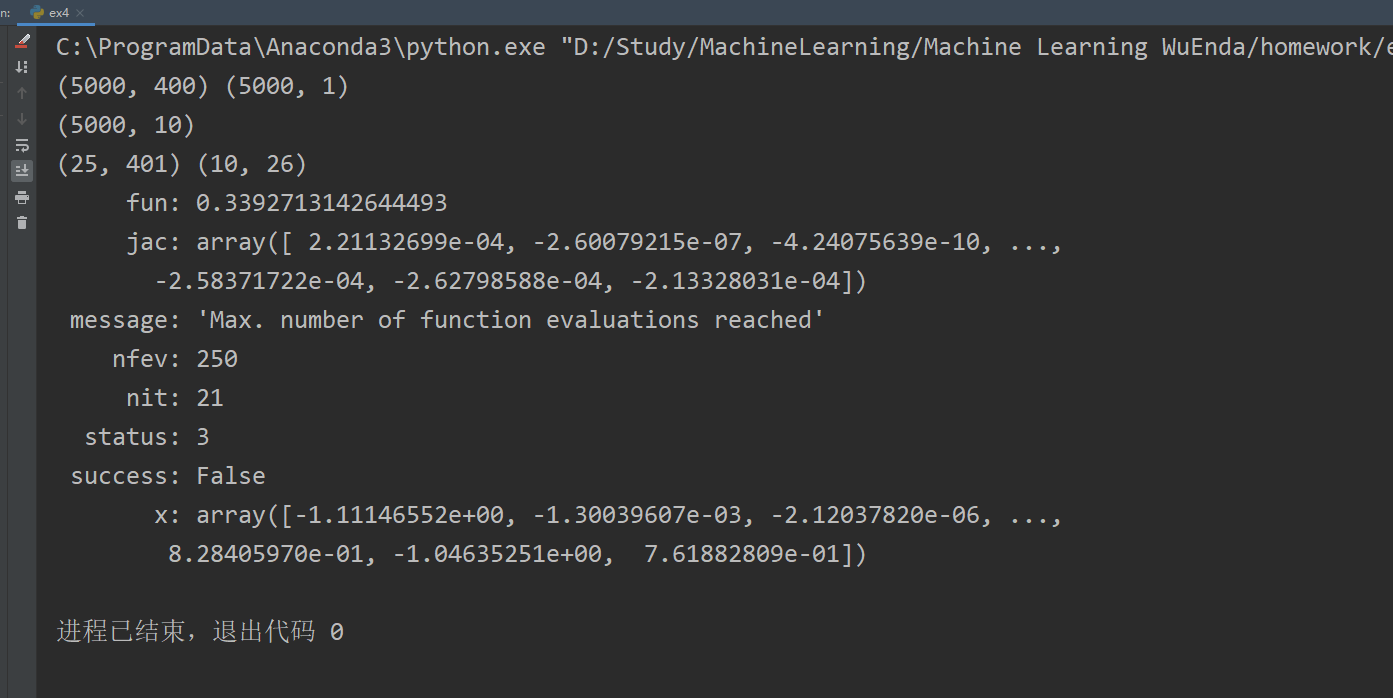 n: ex4
C:\ProgramData\Anaconda3\python.exe "D:/Study/MachineLearning/Machine Learning WuEnda/homework/e
(5000, 400) (5000, 1)
(5000, 10)
(25, 401) (10, 26)
fun: 0.3392713142644493
jac: array([ 2.21132699e-04, -2.60079215e-07, -4.24075639e-10, ...,
-2.58371722e-04, -2.62798588e-04, -2.13328031e-04])
message: 'Max. number of function evaluations reached'
nfev: 250
nit: 21
status: 3
success: False
x: array([-1.11146552e+00, -1.30039607e-03, -2.12037820e-06, ...,
8.28405970e-01, -1.04635251e+00,  7.61882809e-01])
进程已结束，退出代码 0